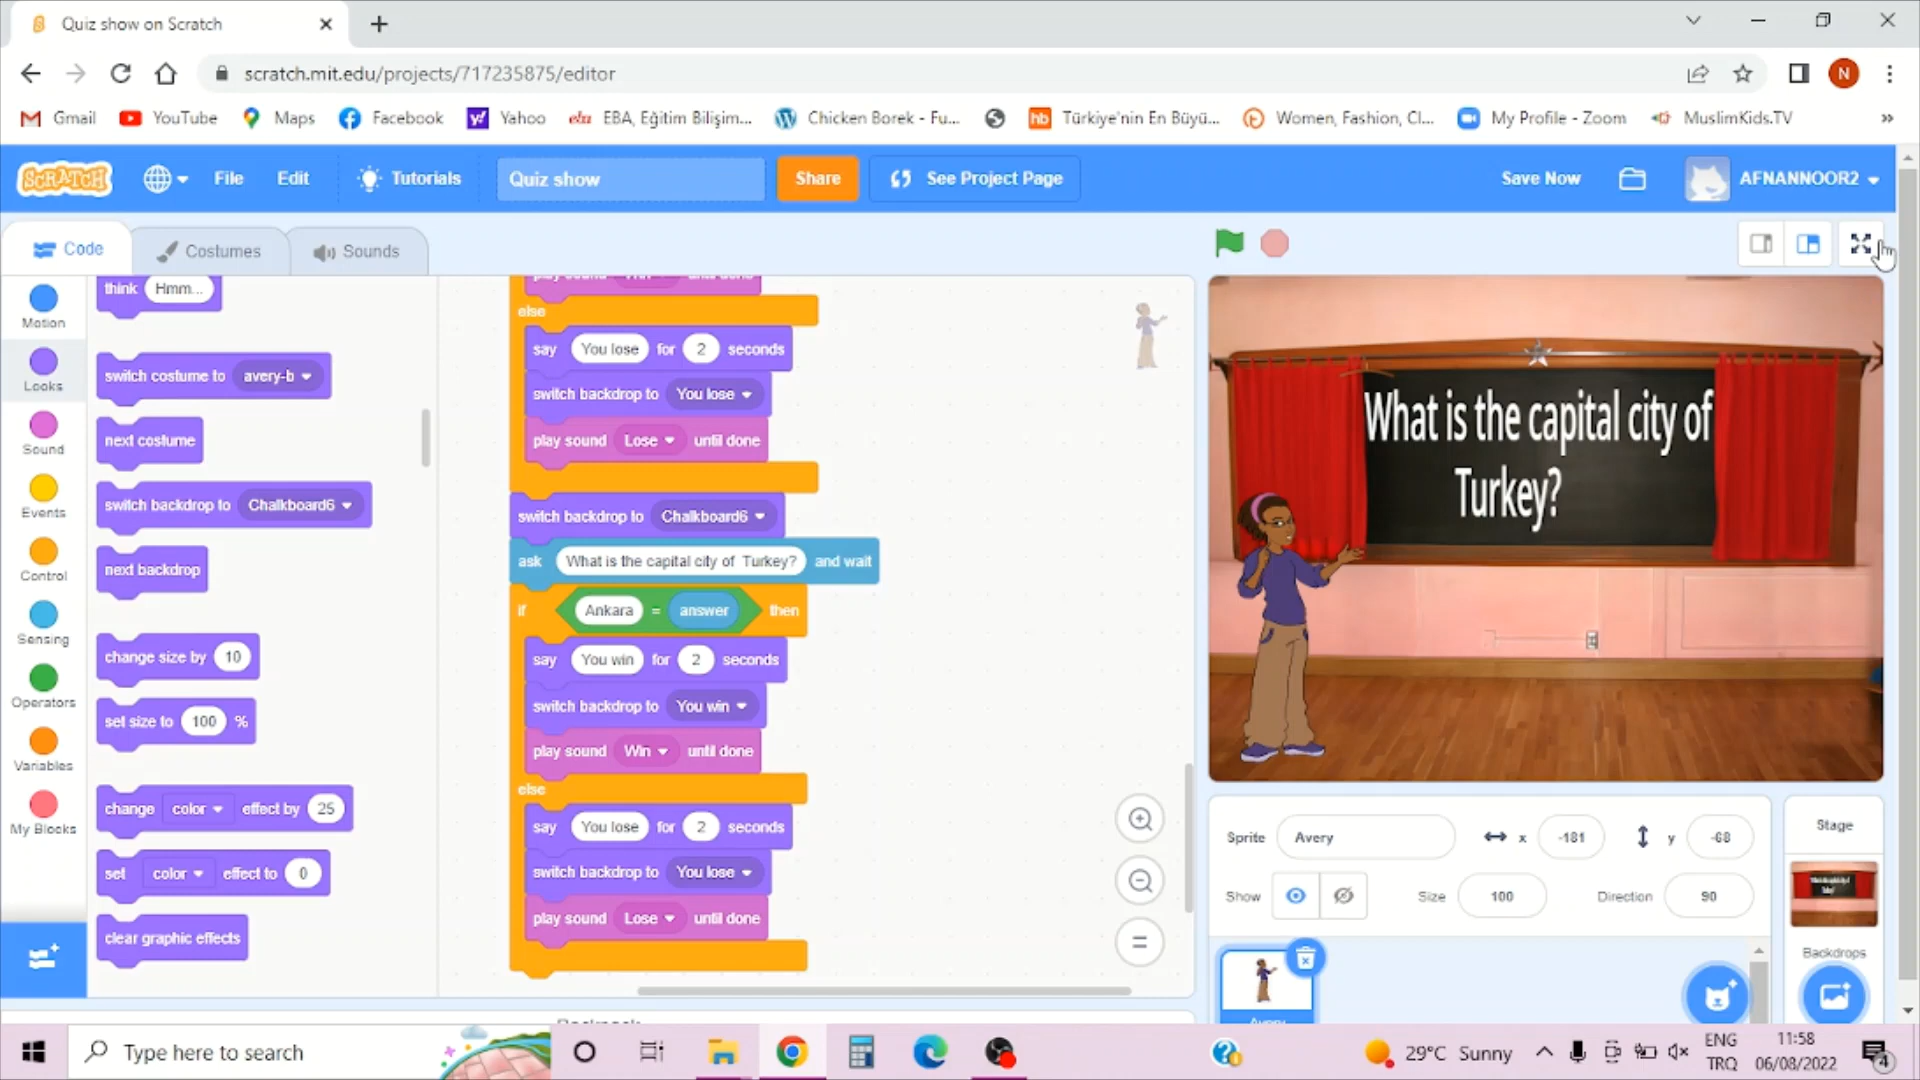 Quiz show on Scratch
scratch.mit.edu/projects/717235875/editor
N
Gmail
YouTube
Maps
Facebook
Yahoo
EBA, Eğitim Bilişim...
Chicken Borek - Fu...
hb
Türkiye'nin En Büyü...
Women, Fashion, Cl...
My Profile - Zoom
MuslimKids.TV
»
SCRATCH
File
Edit
Tutorials
Quiz show
Share
See Project Page
Save Now
AFNANNOOR2
Code
Costumes
Sounds
Motion
Looks
Sound
Events
Control
Sensing
Operators
Variables
My Blocks
think Hmm...
switch costume to avery-b
next costume
switch backdrop to Chalkboard6
next backdrop
change size by 10
set size to 100 %
change color effect by 25
set color effect to 0
clear graphic effects
play sound Win until done
else
say You lose for 2 seconds
switch backdrop to You lose
play sound Lose until done
switch backdrop to Chalkboard6
ask What is the capital city of Turkey? and wait
if Ankara = answer then
say You win for 2 seconds
switch backdrop to You win
play sound Win until done
else
say You lose for 2 seconds
switch backdrop to You lose
play sound Lose until done
What is the capital city of
Turkey?
Sprite Avery x -181 y -68
Show Size 100 Direction 90
Avery
Stage
Backdrops
Type here to search
29°C Sunny
ENG
TRQ
11:58
06/08/2022
4